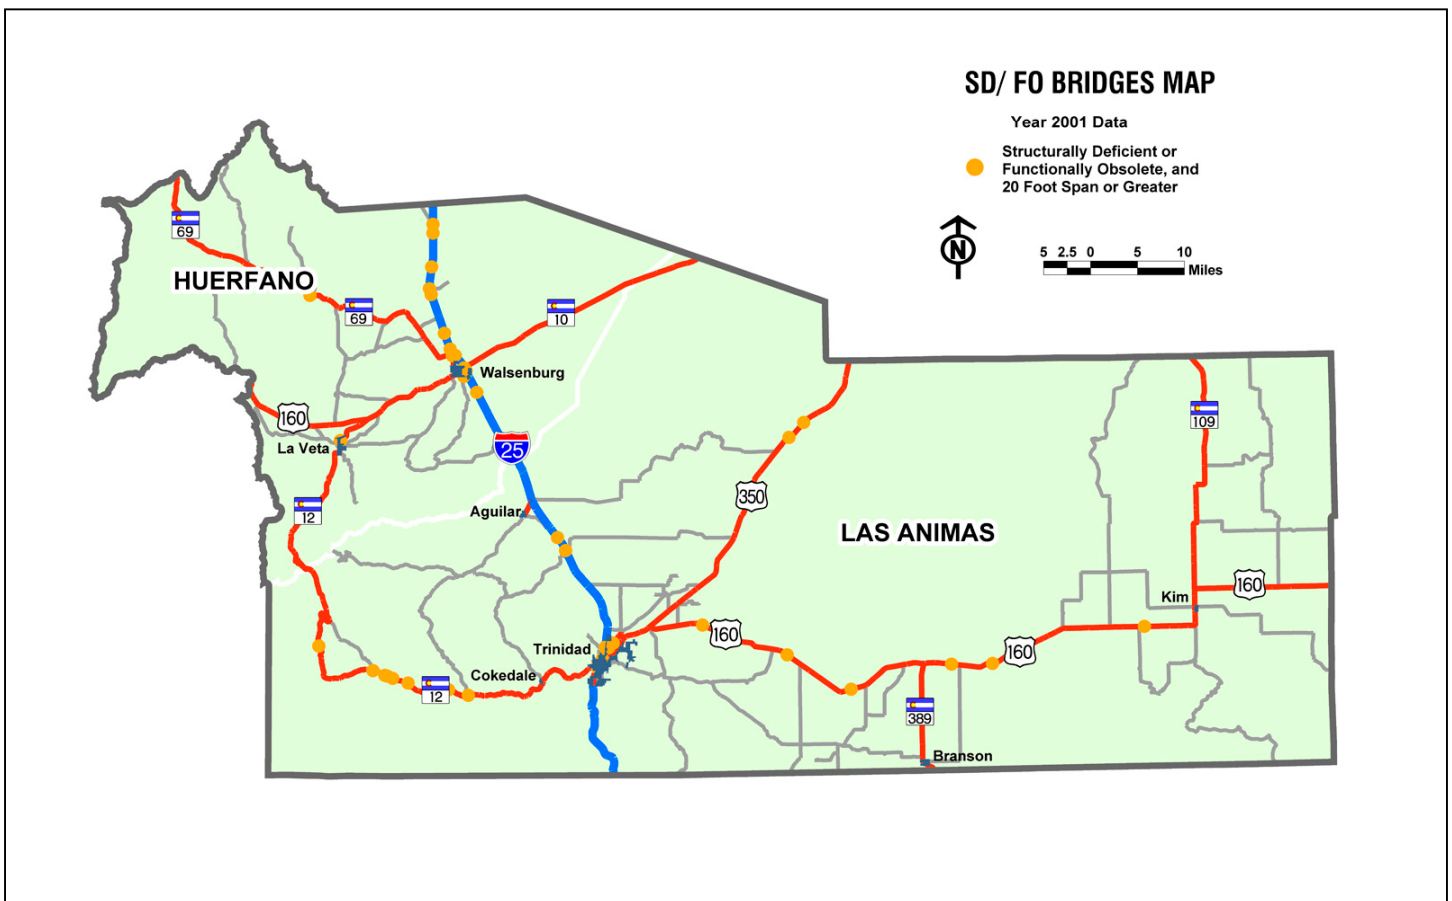 SD/ FO BRIDGES MAP
Year 2001 Data
Structurally Deficient or
Functionally Obsolete, and
20 Foot Span or Greater
N
5 2.5 0 5 10
Miles
69
HUERFANO
69
10
Walsenburg
160
109
La Veta
25
350
12
Aguilar
LAS ANIMAS
160
Kim
160
Trinidad
160
Cokedale
12
389
Branson